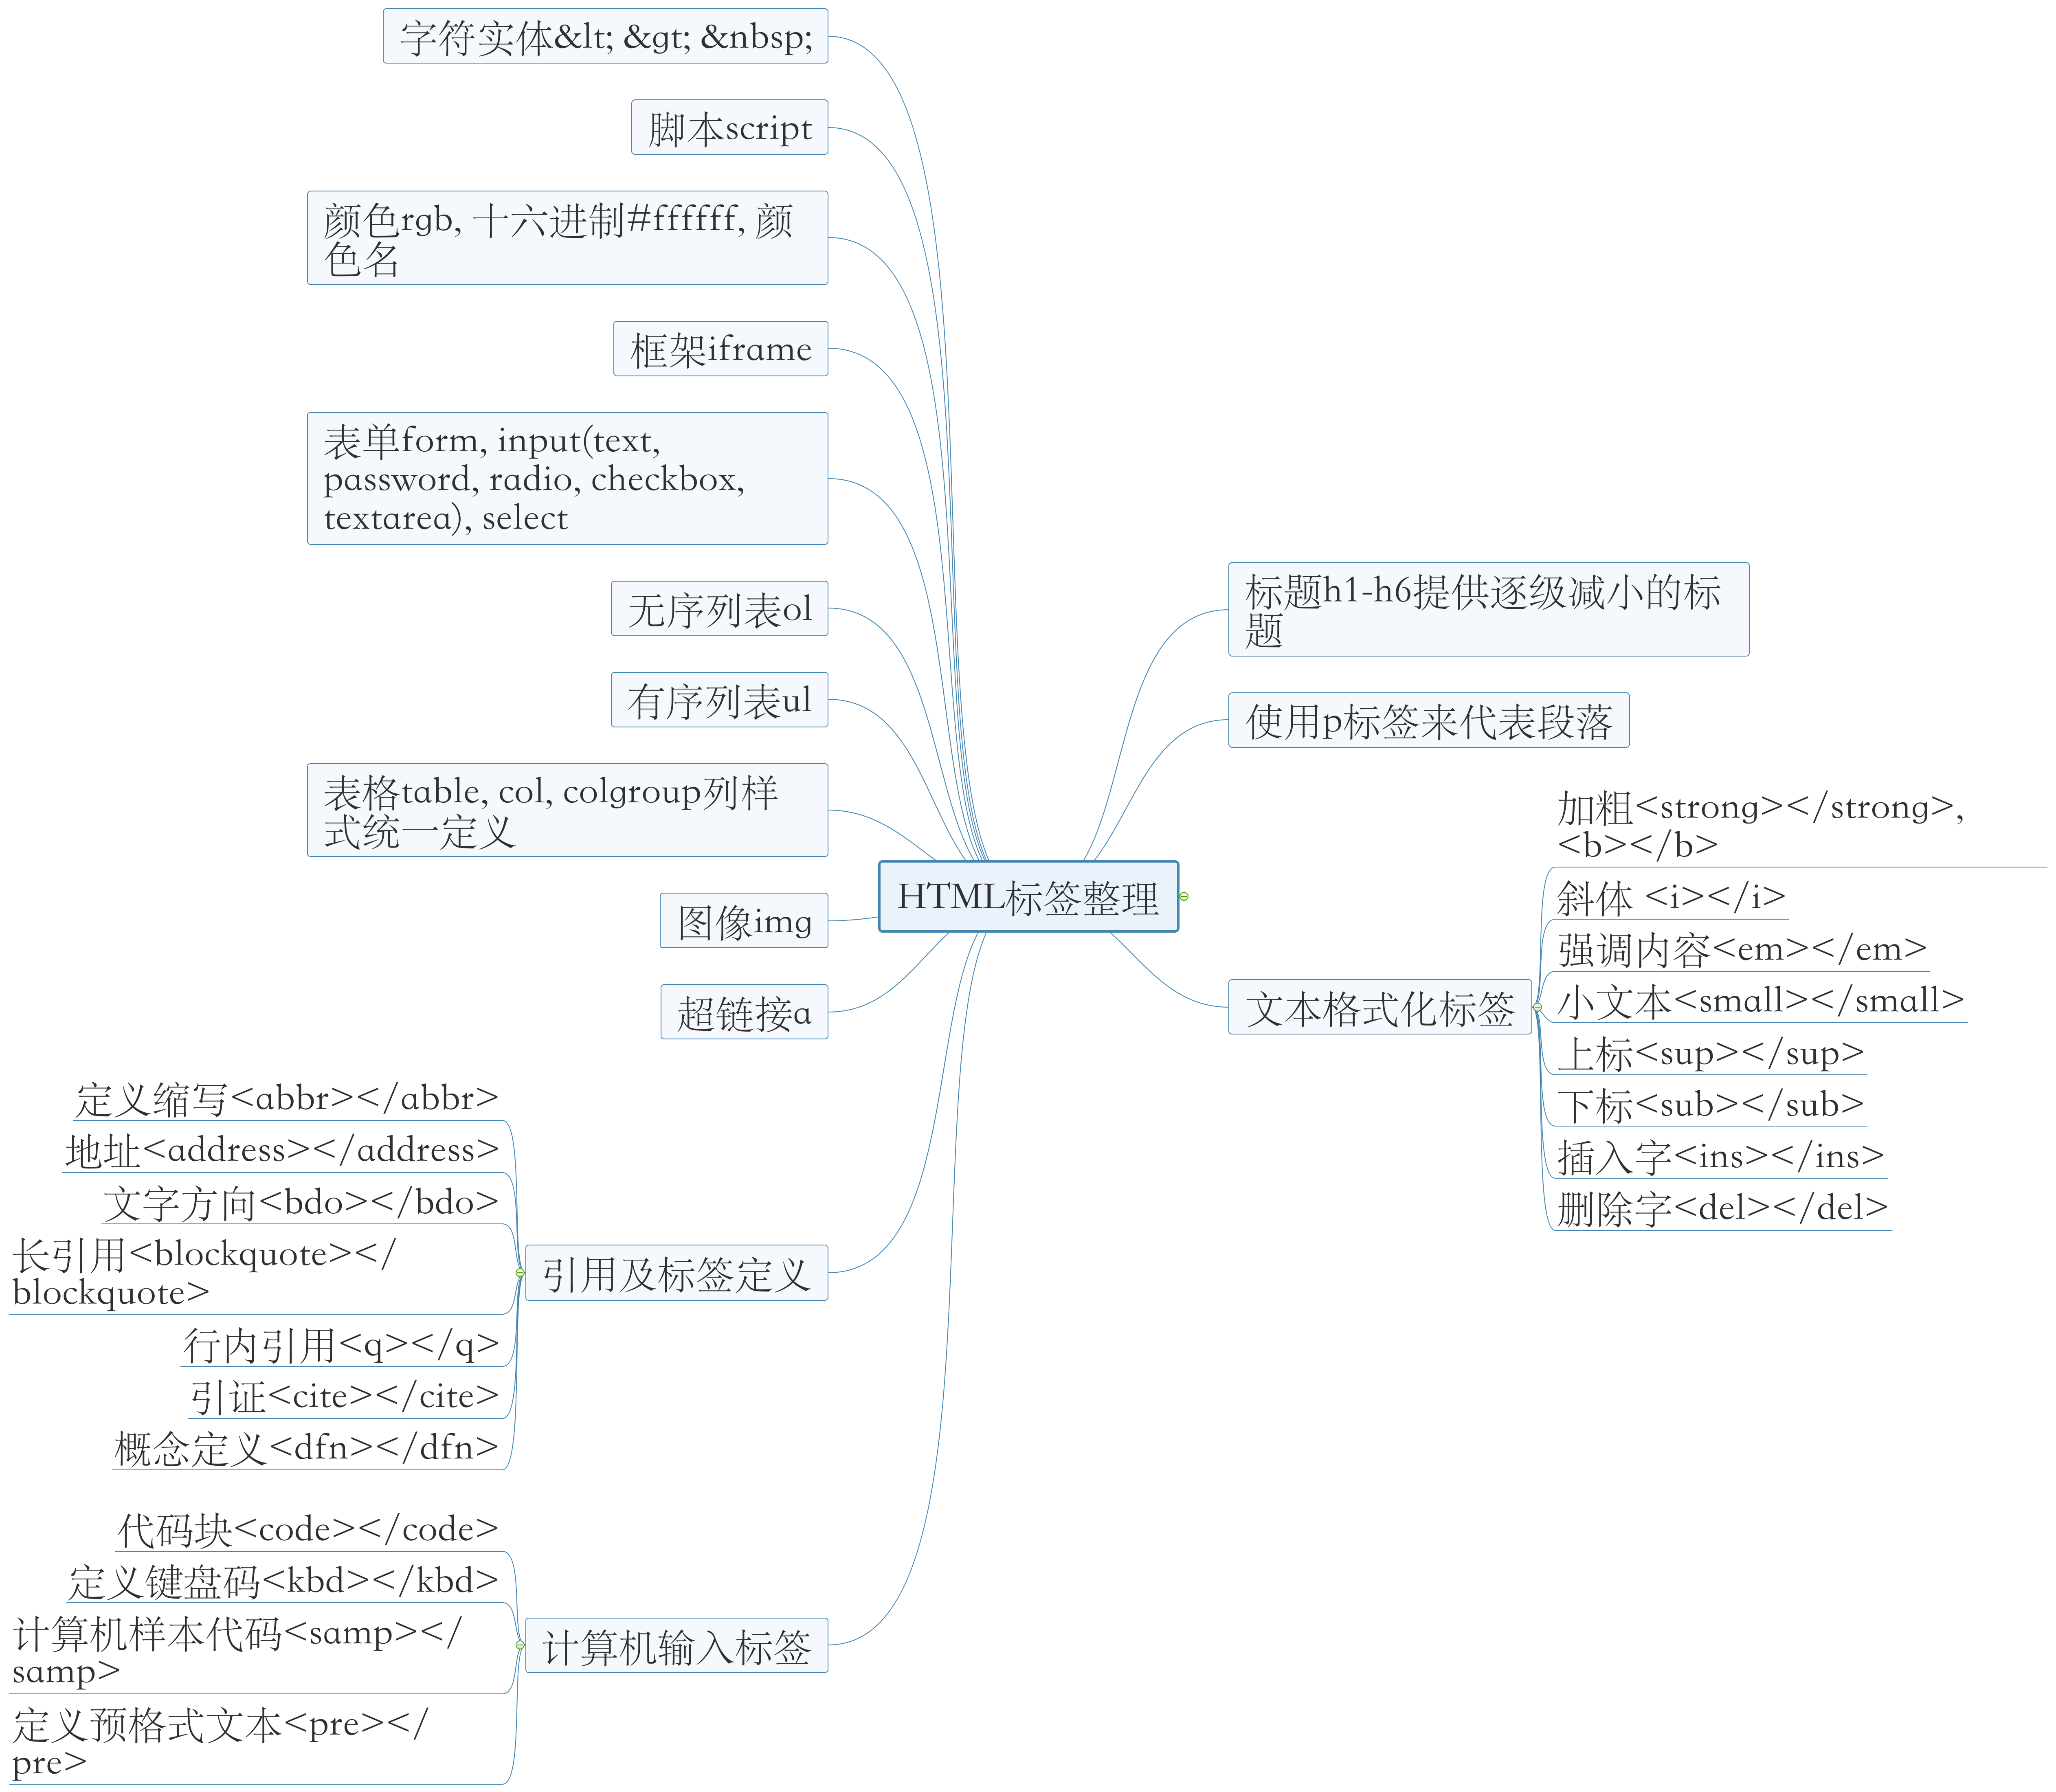 字符实体&lt; &gt; &nbsp;
脚本script
颜色rgb, 十六进制#ffffff, 颜
色名
框架iframe
表单form, input(text,
password, radio, checkbox,
textarea), select
无序列表ol
有序列表ul
表格table, col, colgroup列样
式统一定义
图像img
超链接a
定义缩写<abbr></abbr>
地址<address></address>
文字方向<bdo></bdo>
长引用<blockquote></
blockquote>
行内引用<q></q>
引证<cite></cite>
概念定义<dfn></dfn>
引用及标签定义
代码块<code></code>
定义键盘码<kbd></kbd>
计算机样本代码<samp></
samp>
定义预格式文本<pre></
pre>
计算机输入标签
HTML标签整理
标题h1-h6提供逐级减小的标
题
使用p标签来代表段落
文本格式化标签
加粗<strong></strong>,
<b></b>
斜体 <i></i>
强调内容<em></em>
小文本<small></small>
上标<sup></sup>
下标<sub></sub>
插入字<ins></ins>
删除字<del></del>